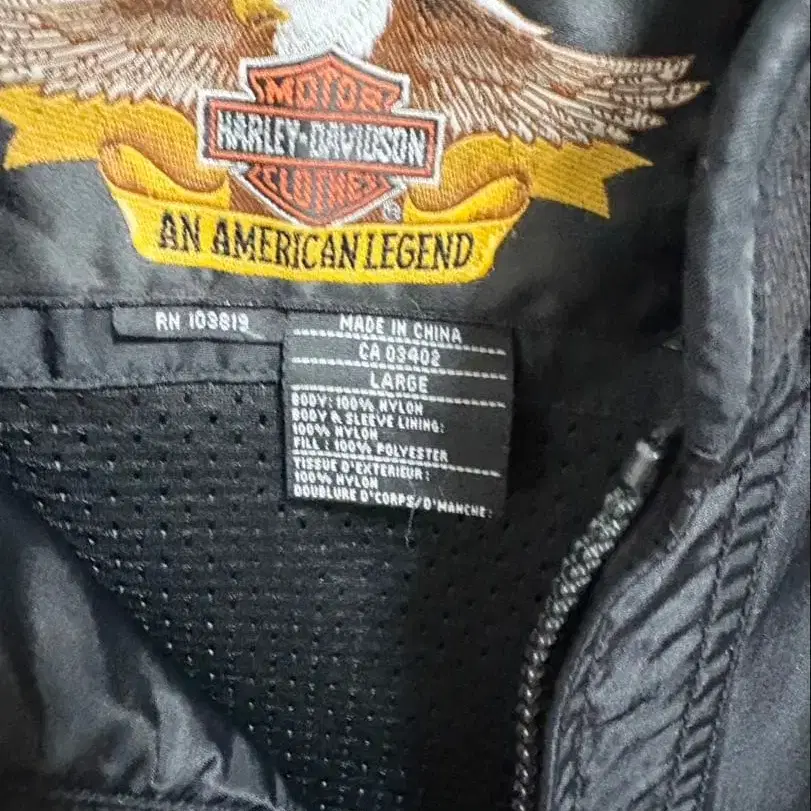 MOTOR
HARLEY-DAVIDSON
CLOTHES
®
AN AMERICAN LEGEND
RN 103819
MADE IN CHINA
CA 03402
LARGE
BODY: 100% NYLON
BODY & SLEEVE LINING:
100% NYLON
FILL: 100% POLYESTER
TISSUE D'EXTERIEUR:
100% NYLON
DOUBLURE D'CORPS/D'MANCHE: